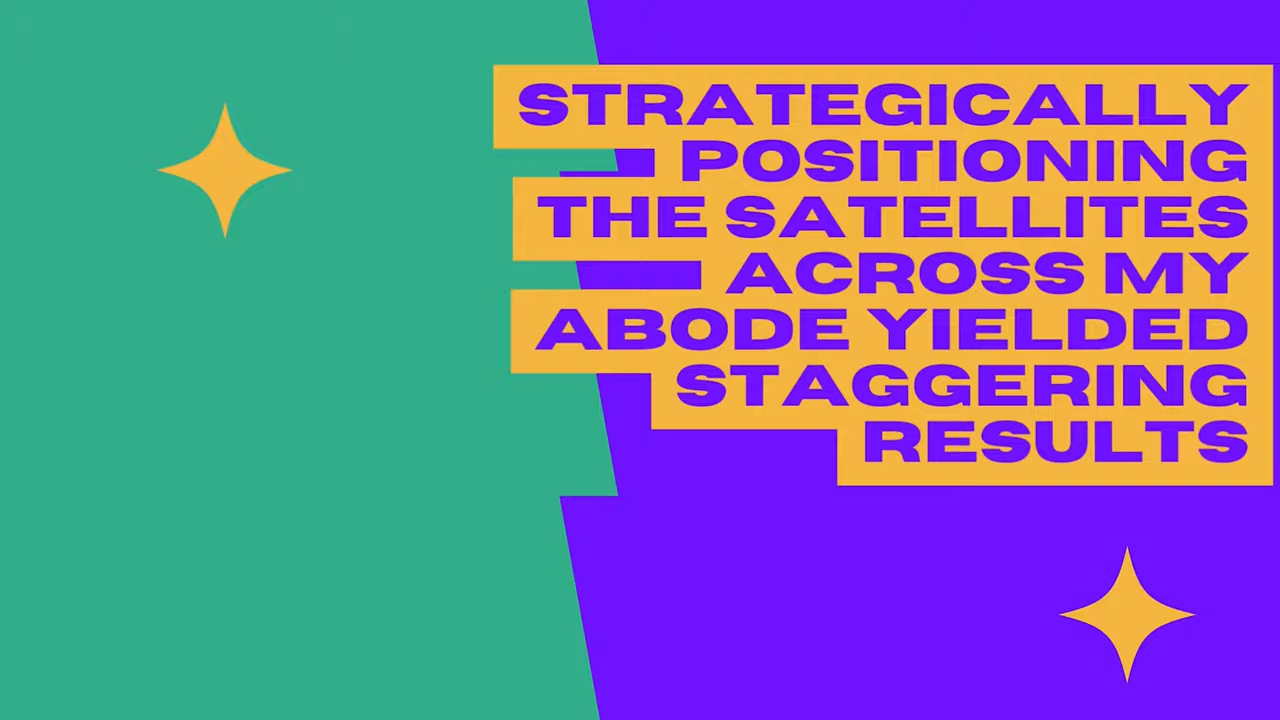 STRATEGICALLY
POSITIONING
THE SATELLITES
ACROSS MY
ABODE YIELDED
STAGGERING
RESULTS